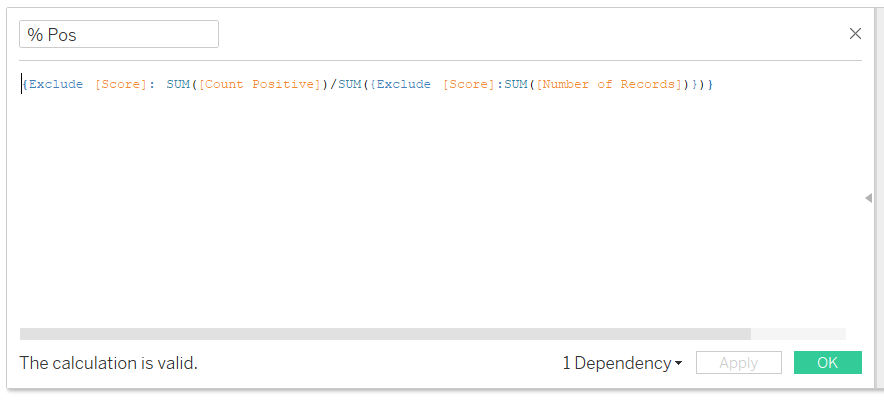 % Pos
{Exclude [Score]: SUM([Count Positive])/SUM({Exclude [Score]:SUM([Number of Records])})}
The calculation is valid.
1 Dependency
Apply
OK